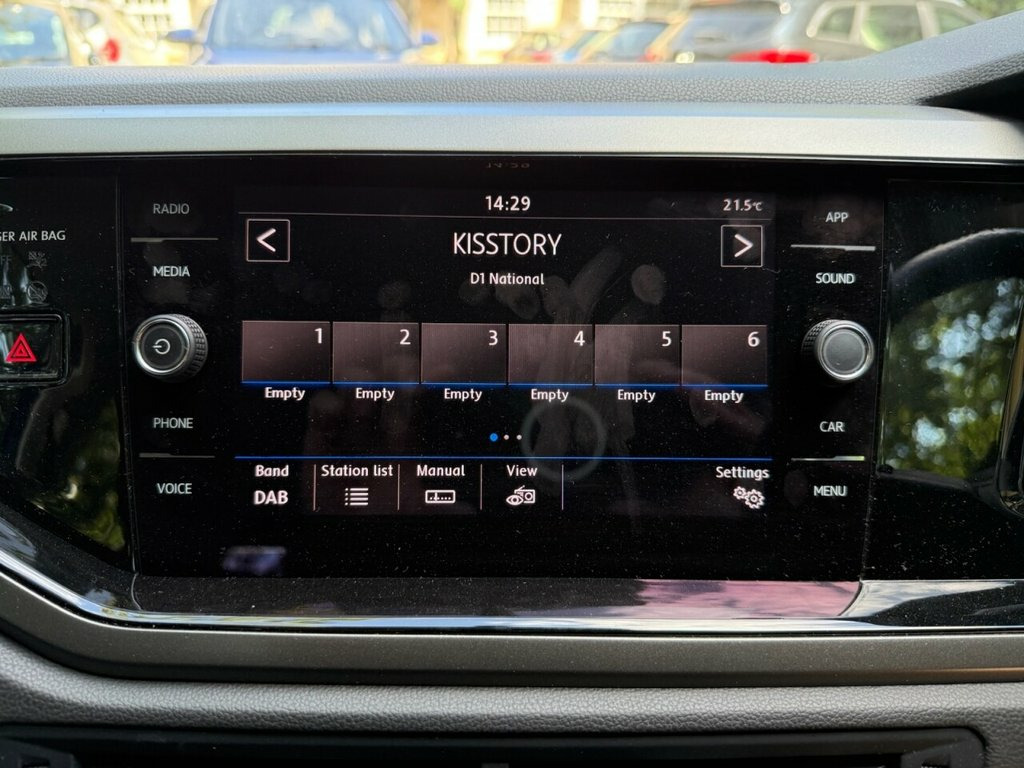 14:29
21.5°C
RADIO
MEDIA
PHONE
VOICE
GER AIR BAG
<
KISSTORY
>
D1 National
1 2 3 4 5 6
Empty Empty Empty Empty Empty Empty
Band Station list Manual View Settings
DAB
APP
SOUND
CAR
MENU